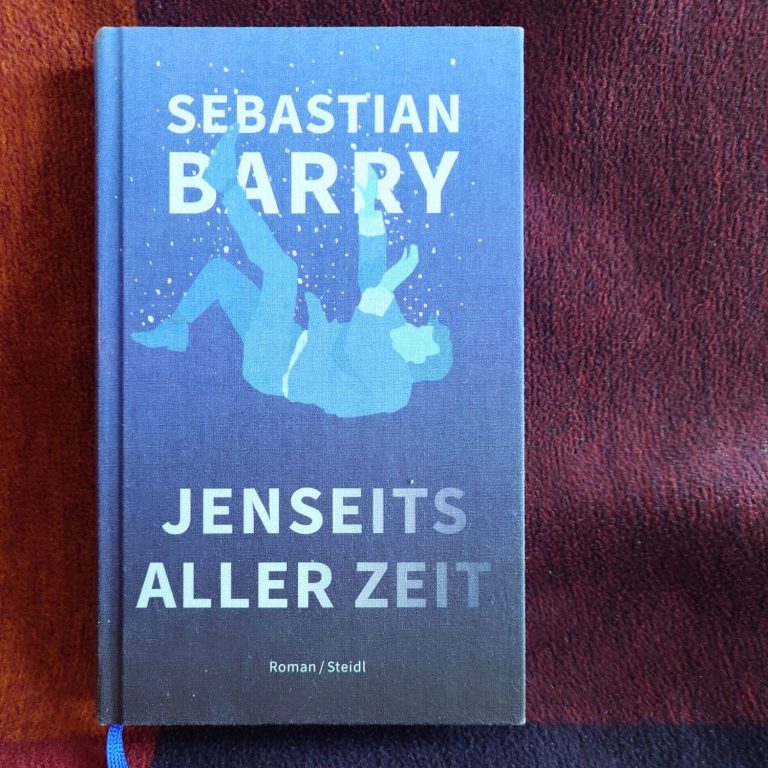 SEBASTIAN
BARRY
JENSEITS
ALLER ZEIT
Roman / Steidl